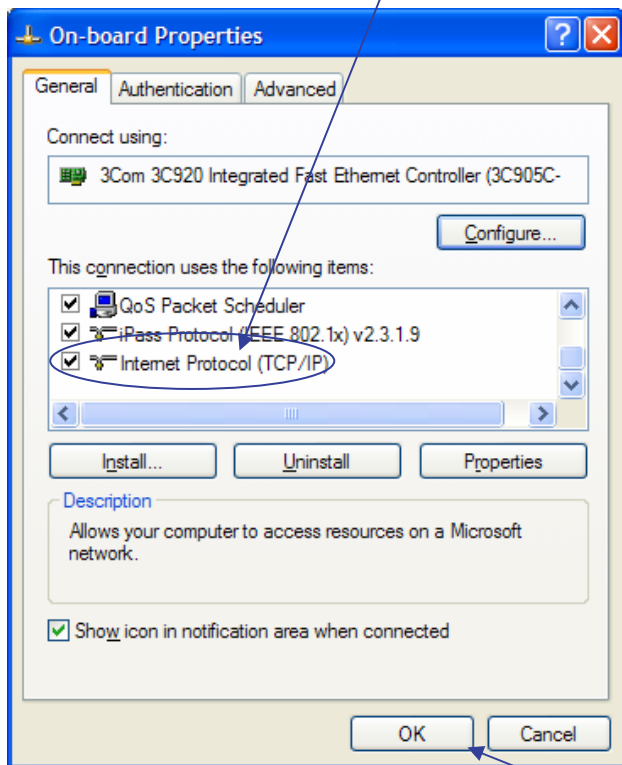 On-board Properties
General Authentication Advanced
Connect using:
3Com 3C920 Integrated Fast Ethernet Controller (3C905C-
Configure...
This connection uses the following items:
QoS Packet Scheduler
iPass Protocol (IEEE 802.1x) v2.3.1.9
Internet Protocol (TCP/IP)
Install... Uninstall Properties
Description
Allows your computer to access resources on a Microsoft
network.
Show icon in notification area when connected
OK Cancel